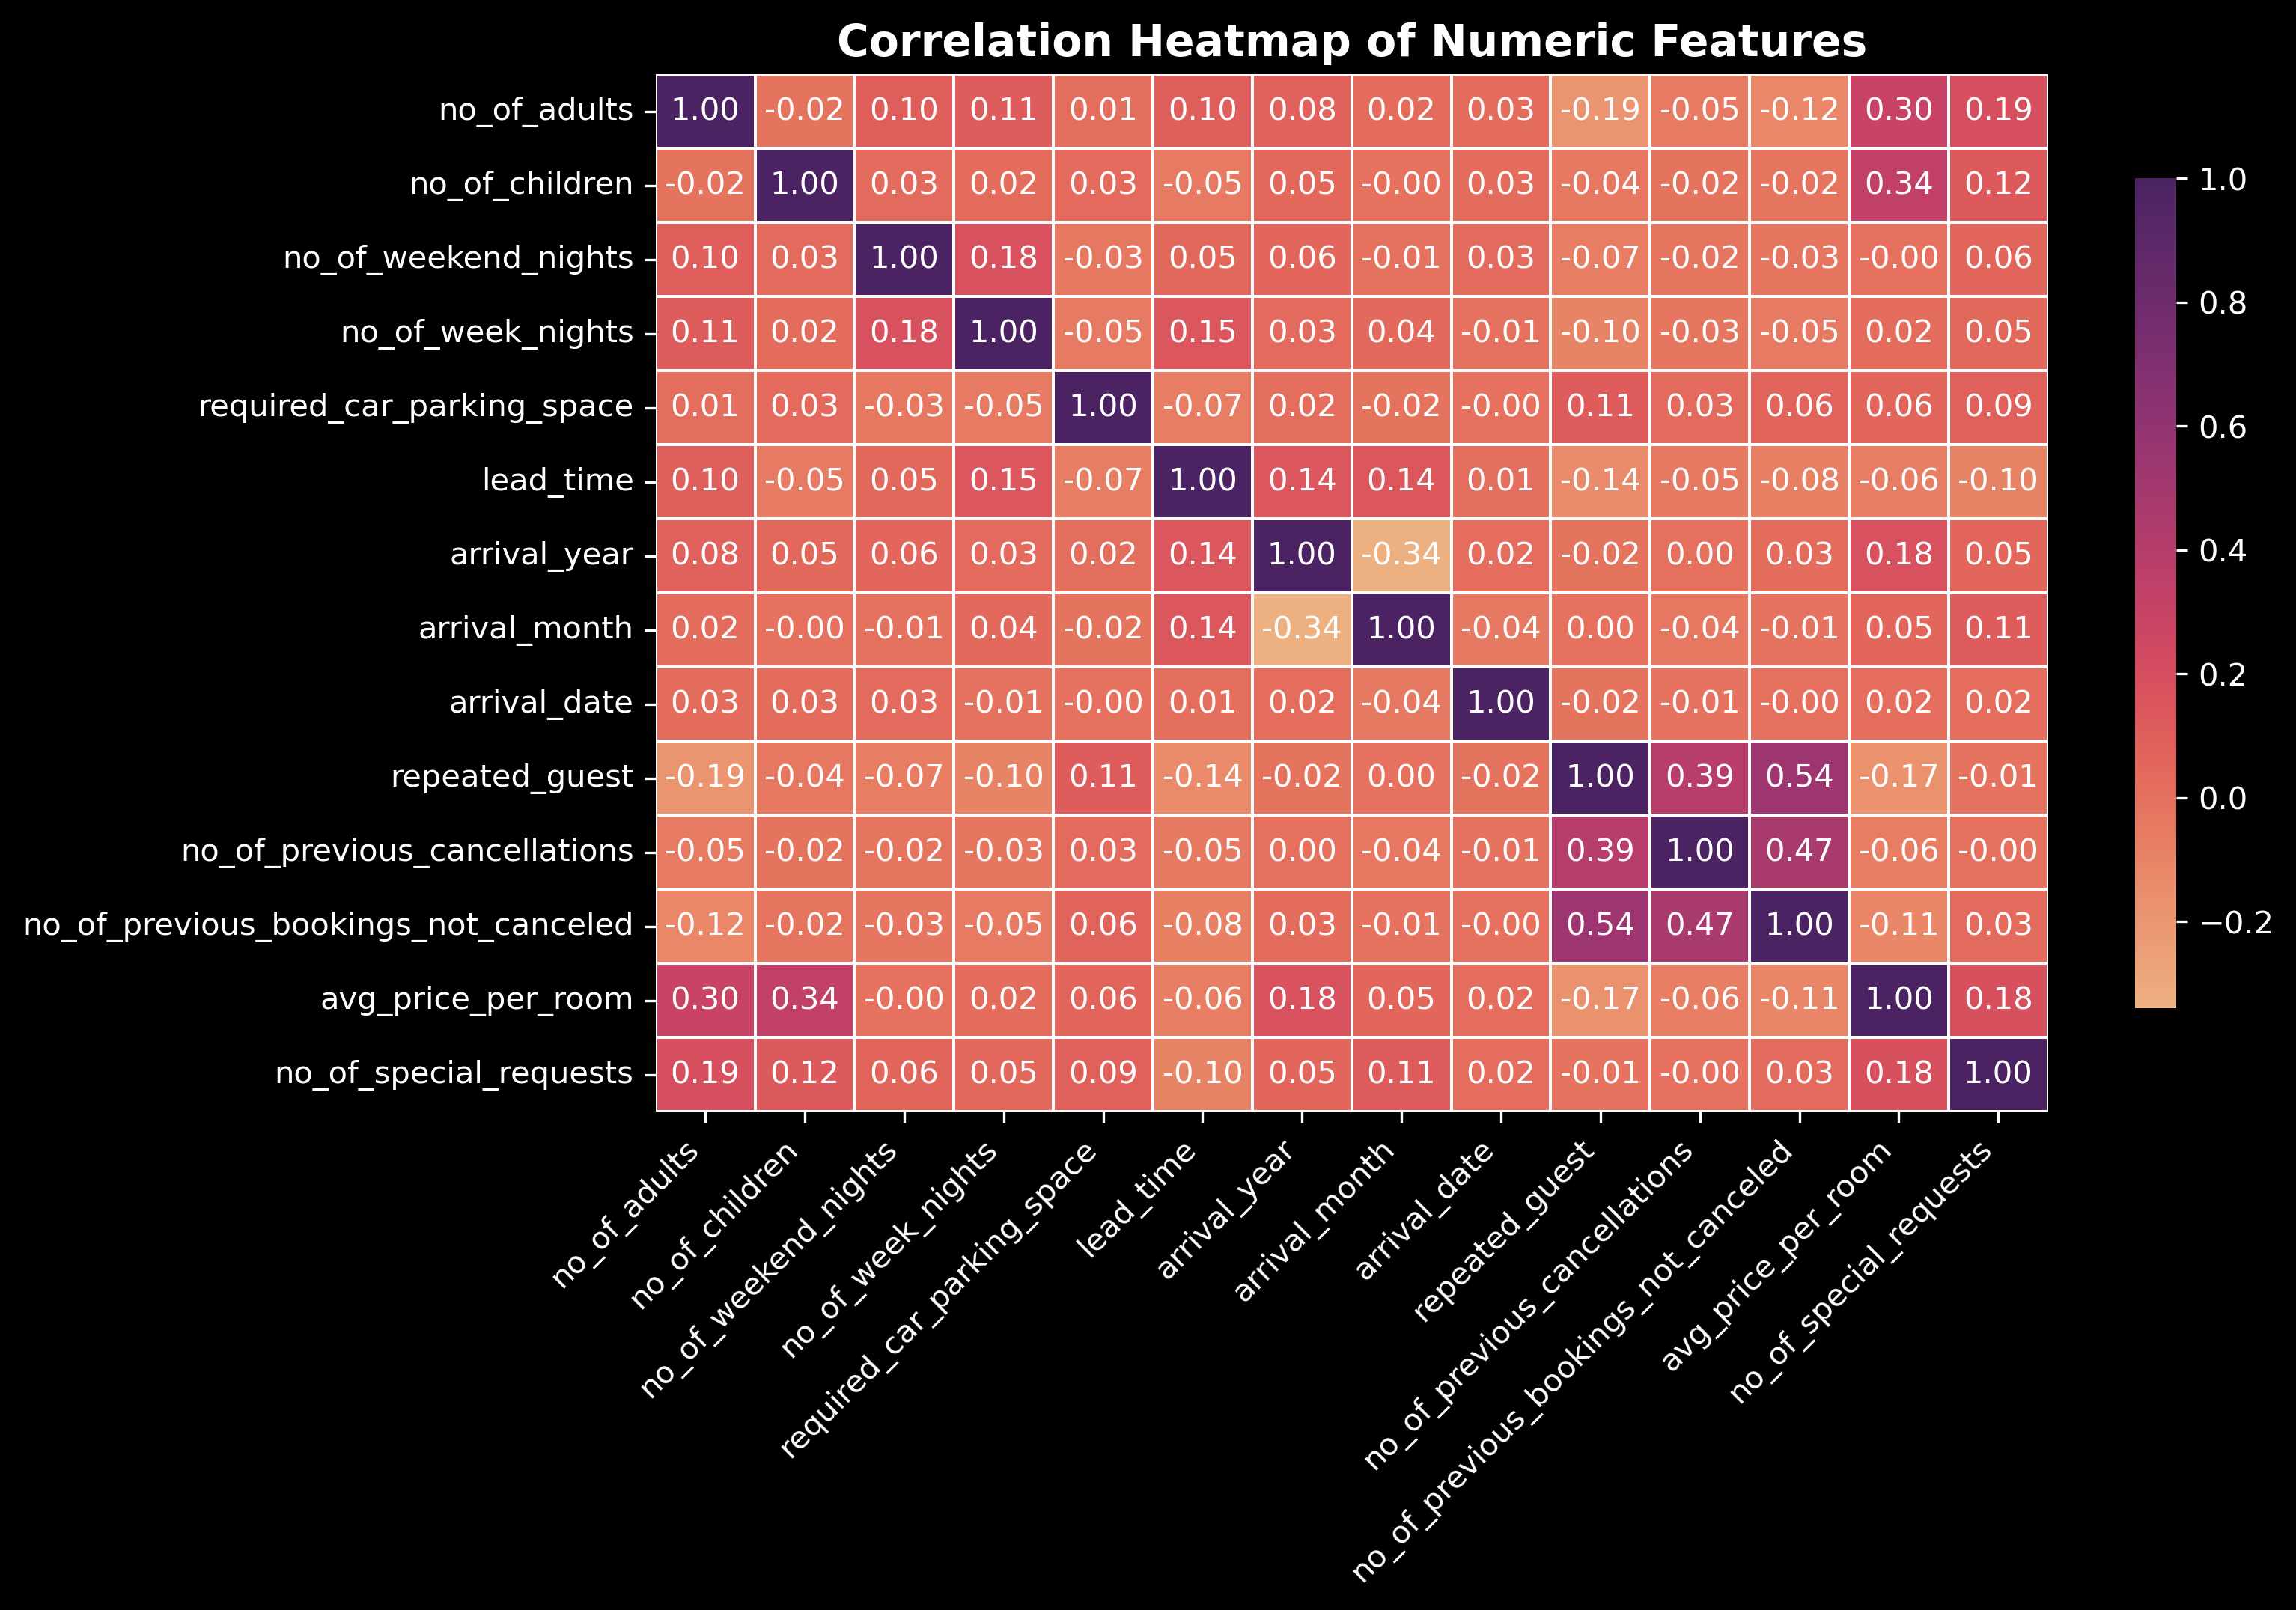 Correlation Heatmap of Numeric Features
no_of_adults 1.00 -0.02 0.10 0.11 0.01 0.10 0.08 0.02 0.03 -0.19 -0.05 -0.12 0.30 0.19
no_of_children -0.02 1.00 0.03 0.02 0.03 -0.05 0.05 -0.00 0.03 -0.04 -0.02 -0.02 0.34 0.12
no_of_weekend_nights 0.10 0.03 1.00 0.18 -0.03 0.05 0.06 -0.01 0.03 -0.07 -0.02 -0.03 -0.00 0.06
no_of_week_nights 0.11 0.02 0.18 1.00 -0.05 0.15 0.03 0.04 -0.01 -0.10 -0.03 -0.05 0.02 0.05
required_car_parking_space 0.01 0.03 -0.03 -0.05 1.00 -0.07 0.02 -0.02 -0.00 0.11 0.03 0.06 0.06 0.09
lead_time 0.10 -0.05 0.05 0.15 -0.07 1.00 0.14 0.14 0.01 -0.14 -0.05 -0.08 -0.06 -0.10
arrival_year 0.08 0.05 0.06 0.03 0.02 0.14 1.00 -0.34 0.02 -0.02 0.00 0.03 0.18 0.05
arrival_month 0.02 -0.00 -0.01 0.04 -0.02 0.14 -0.34 1.00 -0.04 0.00 -0.04 -0.01 0.05 0.11
arrival_date 0.03 0.03 0.03 -0.01 -0.00 0.01 0.02 -0.04 1.00 -0.02 -0.01 -0.00 0.02 0.02
repeated_guest -0.19 -0.04 -0.07 -0.10 0.11 -0.14 -0.02 0.00 -0.02 1.00 0.39 0.54 -0.17 -0.01
no_of_previous_cancellations -0.05 -0.02 -0.02 -0.03 0.03 -0.05 0.00 -0.04 -0.01 0.39 1.00 0.47 -0.06 -0.00
no_of_previous_bookings_not_canceled -0.12 -0.02 -0.03 -0.05 0.06 -0.08 0.03 -0.01 -0.00 0.54 0.47 1.00 -0.11 0.03
avg_price_per_room 0.30 0.34 -0.00 0.02 0.06 -0.06 0.18 0.05 0.02 -0.17 -0.06 -0.11 1.00 0.18
no_of_special_requests 0.19 0.12 0.06 0.05 0.09 -0.10 0.05 0.11 0.02 -0.01 -0.00 0.03 0.18 1.00
no_of_adults
no_of_children
no_of_weekend_nights
no_of_week_nights
required_car_parking_space
lead_time
arrival_year
arrival_month
arrival_date
repeated_guest
no_of_previous_cancellations
no_of_previous_bookings_not_canceled
avg_price_per_room
no_of_special_requests
1.0
0.8
0.6
0.4
0.2
0.0
−0.2